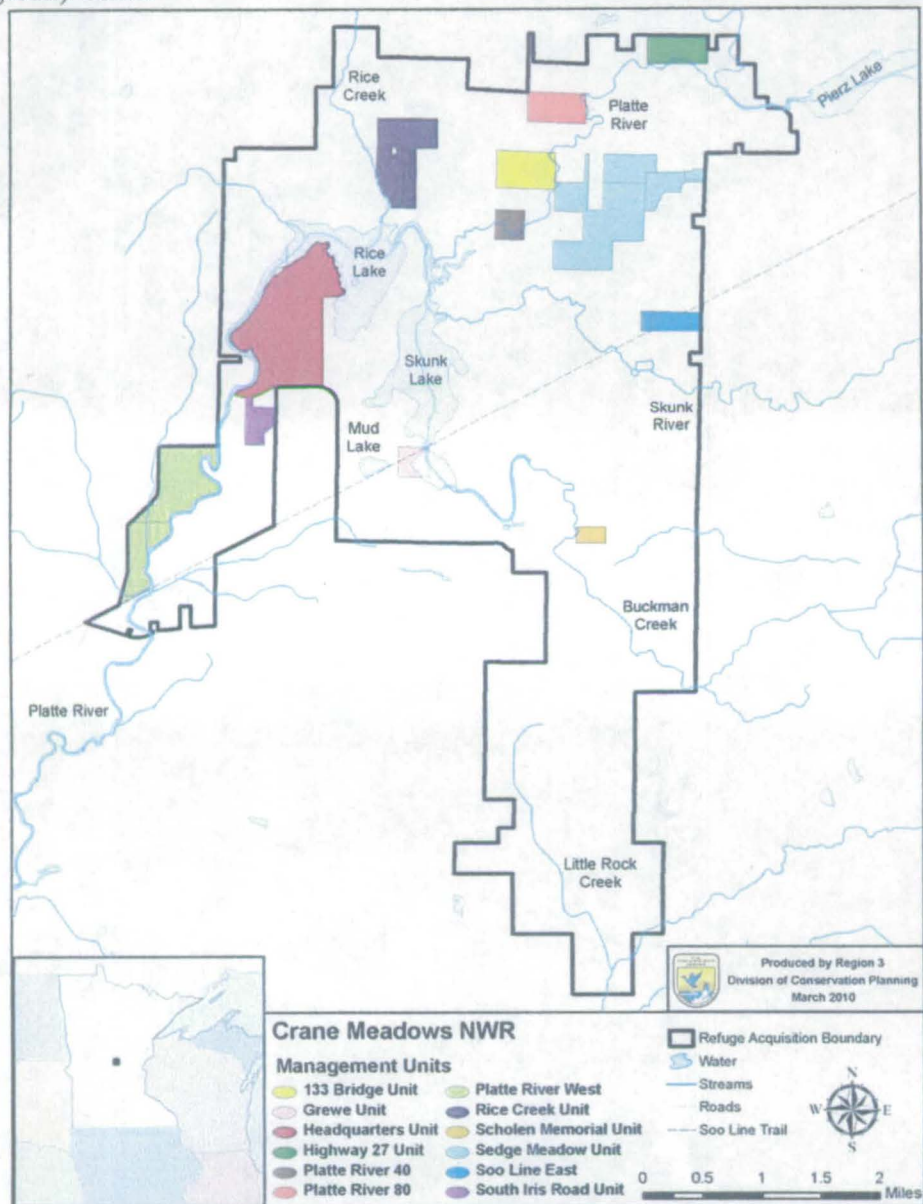 Rice
Creek
Platte
River
Pierz Lake
Rice
Lake
Skunk
Lake
Mud
Lake
Skunk
River
Buckman
Creek
Platte River
Little Rock
Creek
Produced by Region 3
Division of Conservation Planning
March 2010
Crane Meadows NWR
Management Units
133 Bridge Unit
Grewe Unit
Headquarters Unit
Highway 27 Unit
Platte River 40
Platte River 80
Platte River West
Rice Creek Unit
Scholen Memorial Unit
Sedge Meadow Unit
Soo Line East
South Iris Road Unit
Refuge Acquisition Boundary
Water
Streams
Roads
Soo Line Trail
N
W E
S
0 0.5 1 1.5 2
Miles